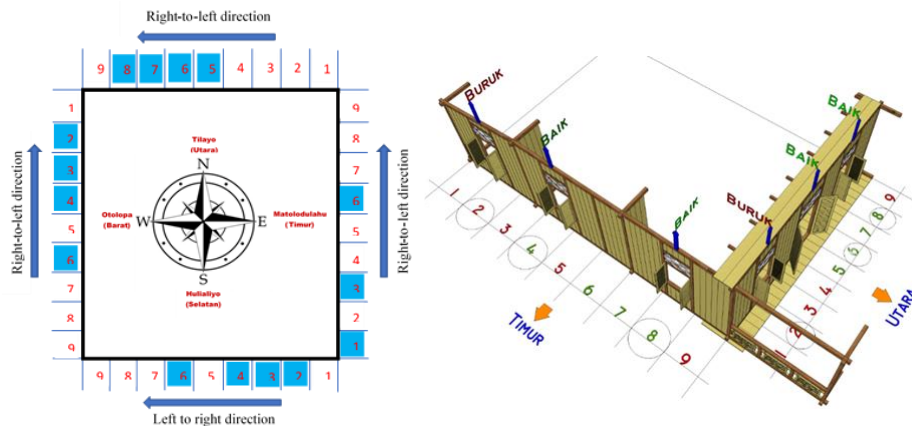 Right-to-left direction
9 8 7 6 5 4 3 2 1
1 2 3 4 5 6 7 8 9
Right-to-left direction
Tilayo
(Utara)
N
Otolopa
(Barat)
W
E
Matolodulahu
(Timur)
S
Hulialiyo
(Selatan)
9 8 7 6 5 4 3 2 1
Right-to-left direction
9 8 7 6 5 4 3 2 1
Left to right direction
BURUK
BAIK
BAIK
BURUK
BAIK
BAIK
1 2 3 4 5 6 7 8 9
TIMUR
1 2 3 4 5 6 7 8 9
UTARA